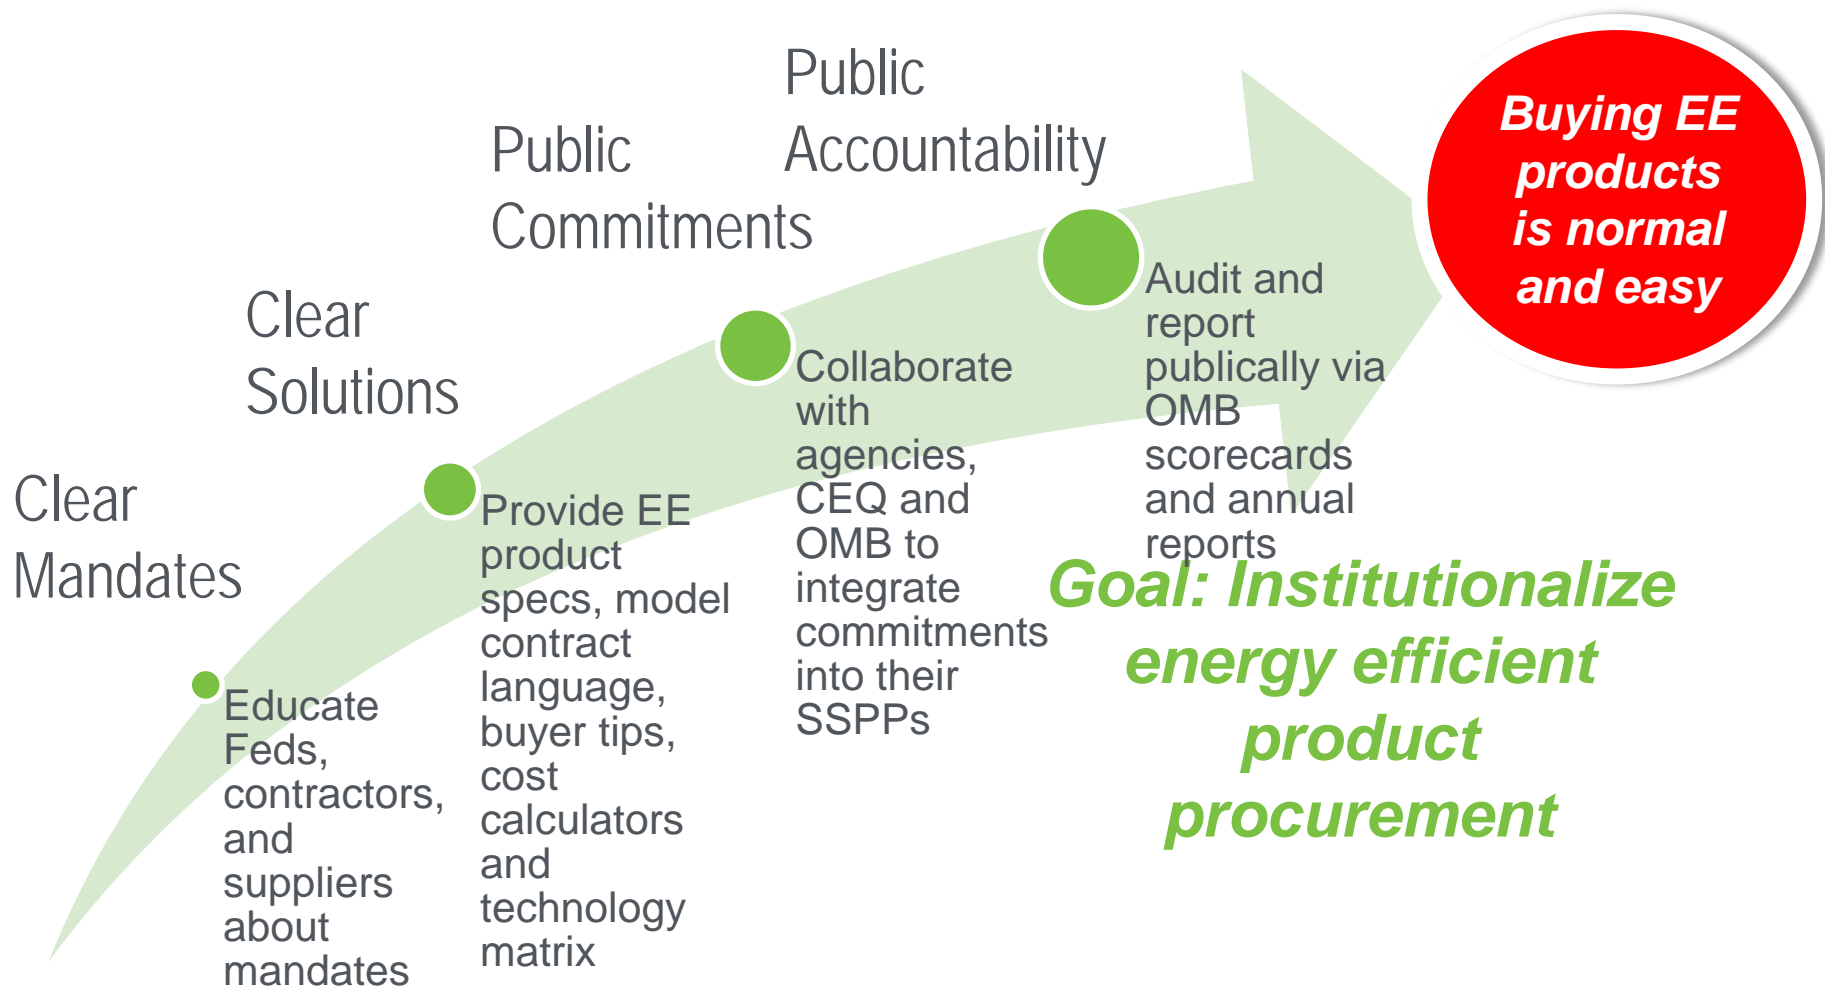 Clear
Mandates
Educate
Feds,
contractors,
and
suppliers
about
mandates
Clear
Solutions
Provide EE
product
specs, model
contract
language,
buyer tips,
cost
calculators
and
technology
matrix
Public
Commitments
Collaborate
with
agencies,
CEQ and
OMB to
integrate
commitments
into their
SSPPs
Public
Accountability
Audit and
report
publically via
OMB
scorecards
and annual
reports
Buying EE
products
is normal
and easy
Goal: Institutionalize
energy efficient
product
procurement